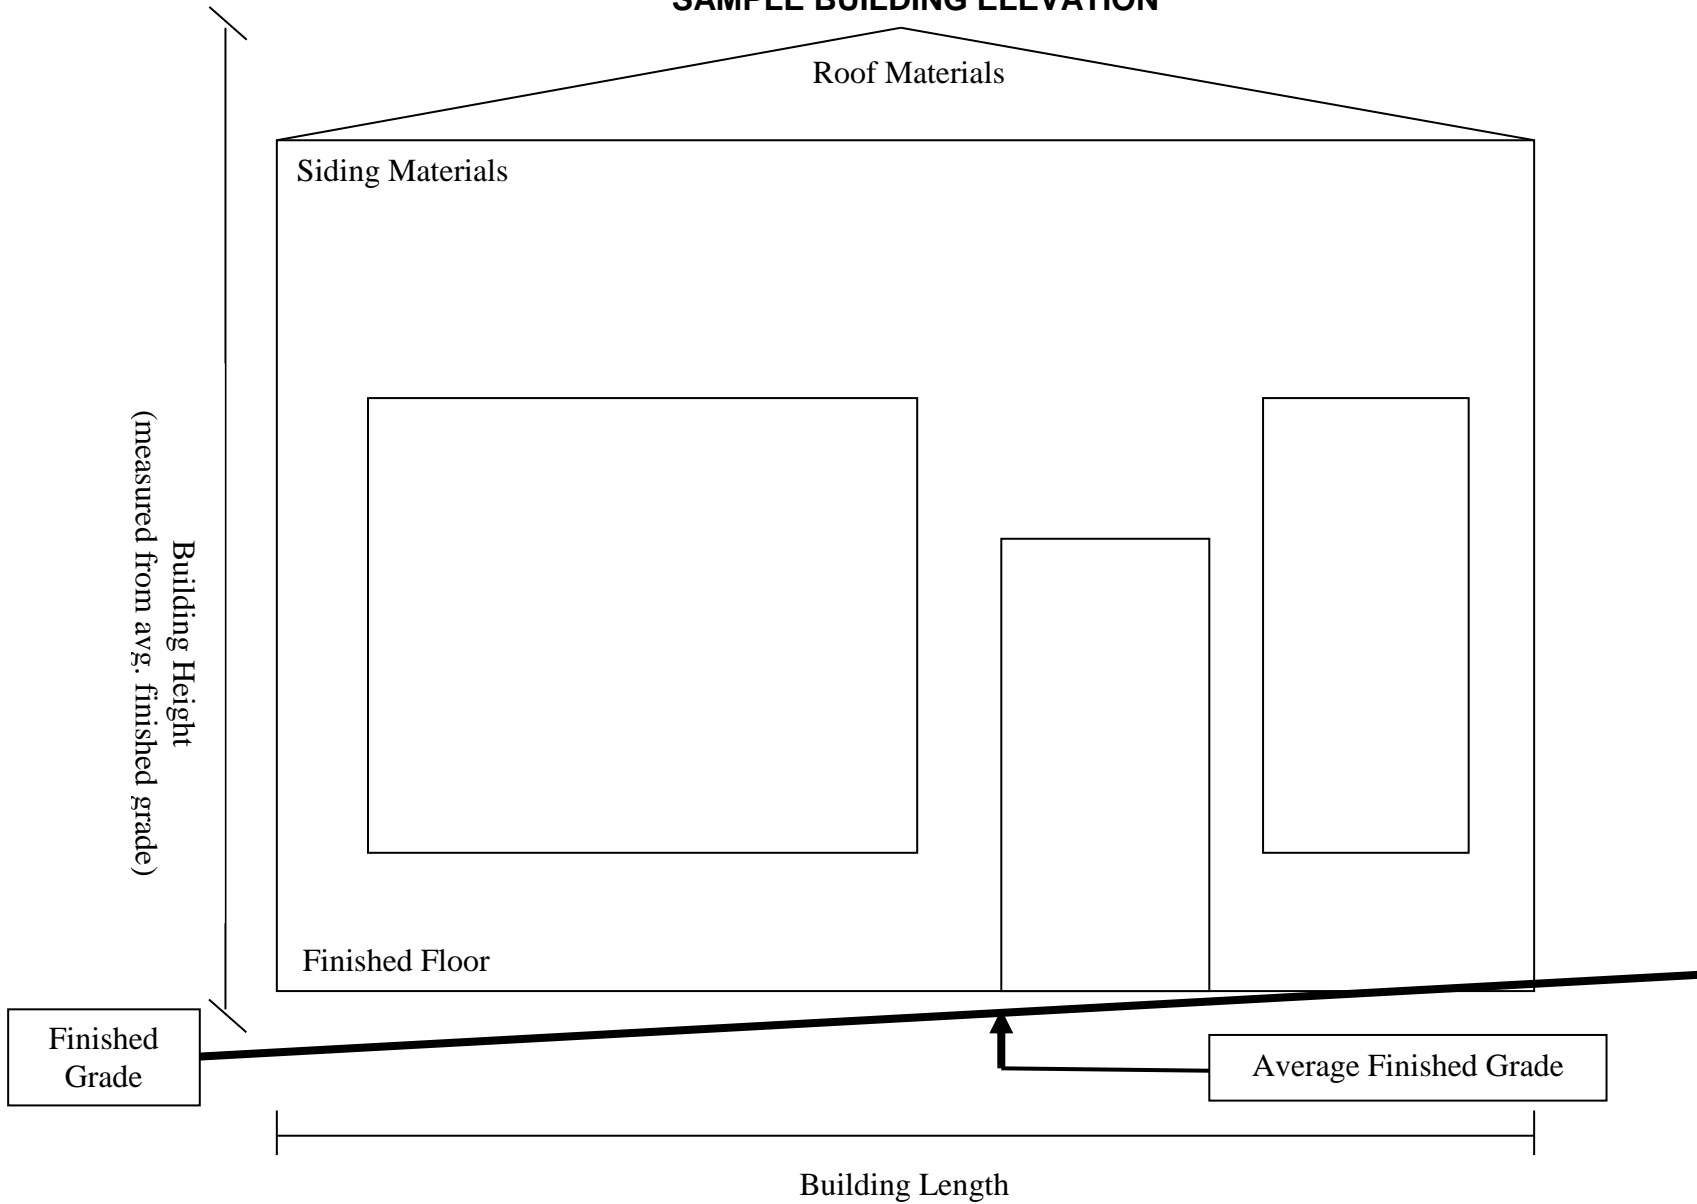 SAMPLE BUILDING ELEVATION
Roof Materials
Siding Materials
Building Height
(measured from avg. finished grade)
Finished Floor
Finished
Grade
Average Finished Grade
Building Length